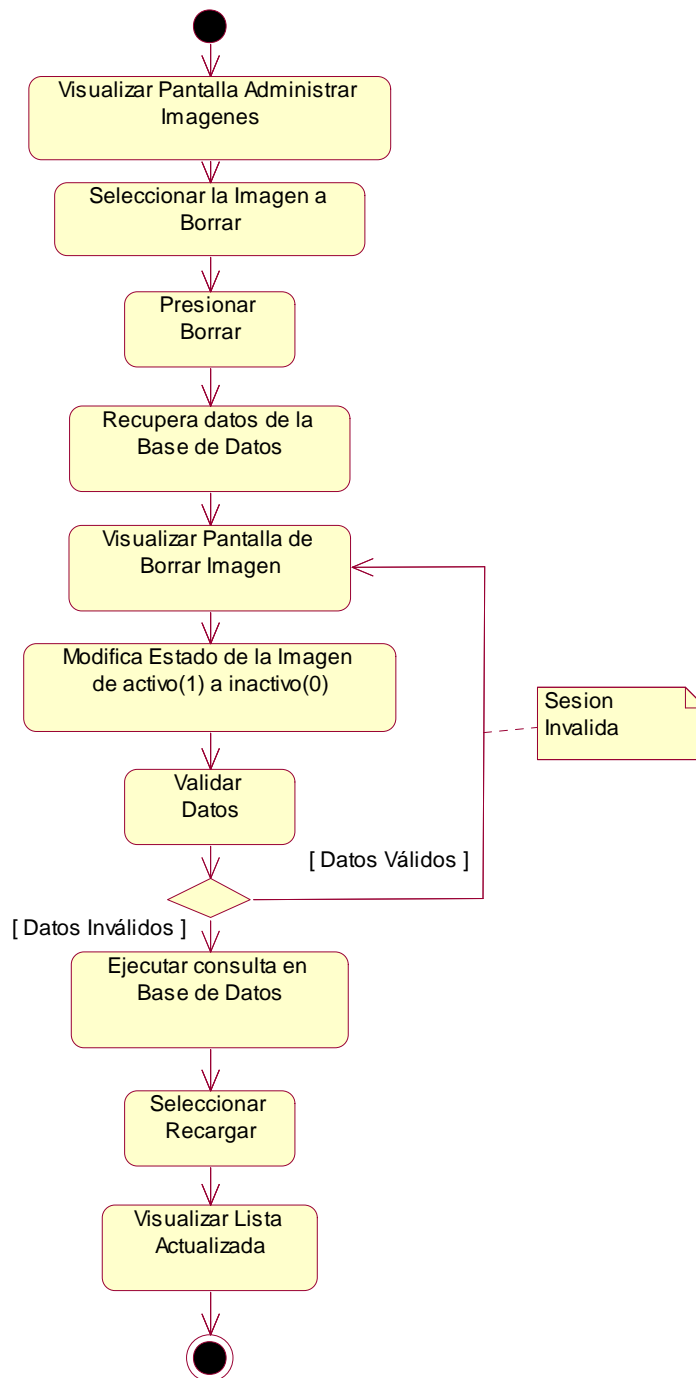 Visualizar Pantalla Administrar
Imagenes
Seleccionar la Imagen a
Borrar
Presionar
Borrar
Recupera datos de la
Base de Datos
Visualizar Pantalla de
Borrar Imagen
Modifica Estado de la Imagen
de activo(1) a inactivo(0)
Sesion
Invalida
Validar
Datos
[ Datos Válidos ]
[ Datos Inválidos ]
Ejecutar consulta en
Base de Datos
Seleccionar
Recargar
Visualizar Lista
Actualizada